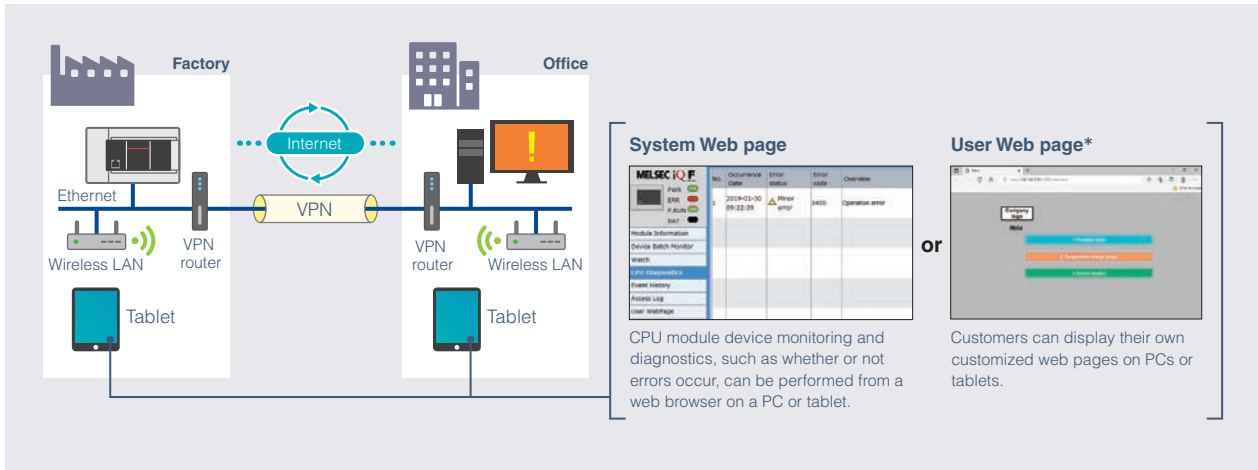 Factory
Office
Internet
Ethernet
VPN
VPN
router
VPN
router
Wireless LAN
Wireless LAN
Tablet
Tablet
System Web page
MELSEC iQ F
PWR
ERR
P.RUN
BAT
Module Information
Device Batch Monitor
Watch
CPU Diagnostics
Event History
Access Log
User WebPage
No. Occurrence Date Error status Error code Overview
1 2019-01-30 09:22:39 Minor error 3400 Operation error
CPU module device monitoring and
diagnostics, such as whether or not
errors occur, can be performed from a
web browser on a PC or tablet.
or
User Web page*
Company
logo
Customers can display their own
customized web pages on PCs or
tablets.